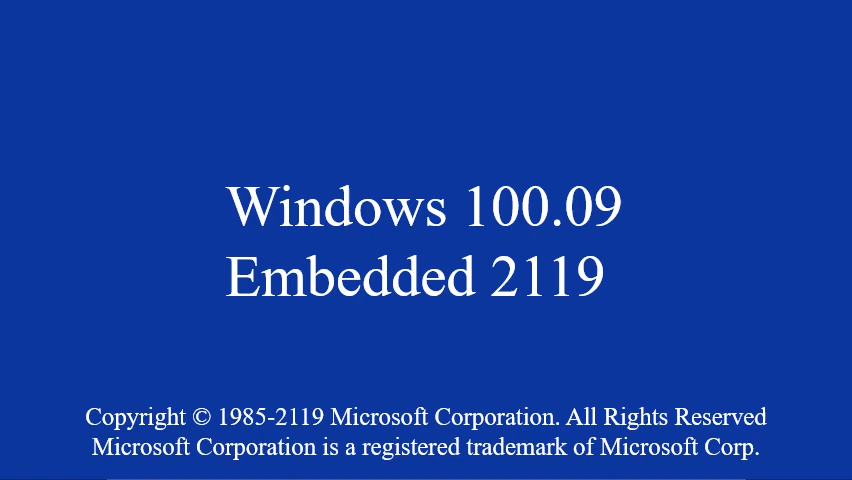 Windows 100.09
Embedded 2119
Copyright © 1985-2119 Microsoft Corporation. All Rights Reserved
Microsoft Corporation is a registered trademark of Microsoft Corp.